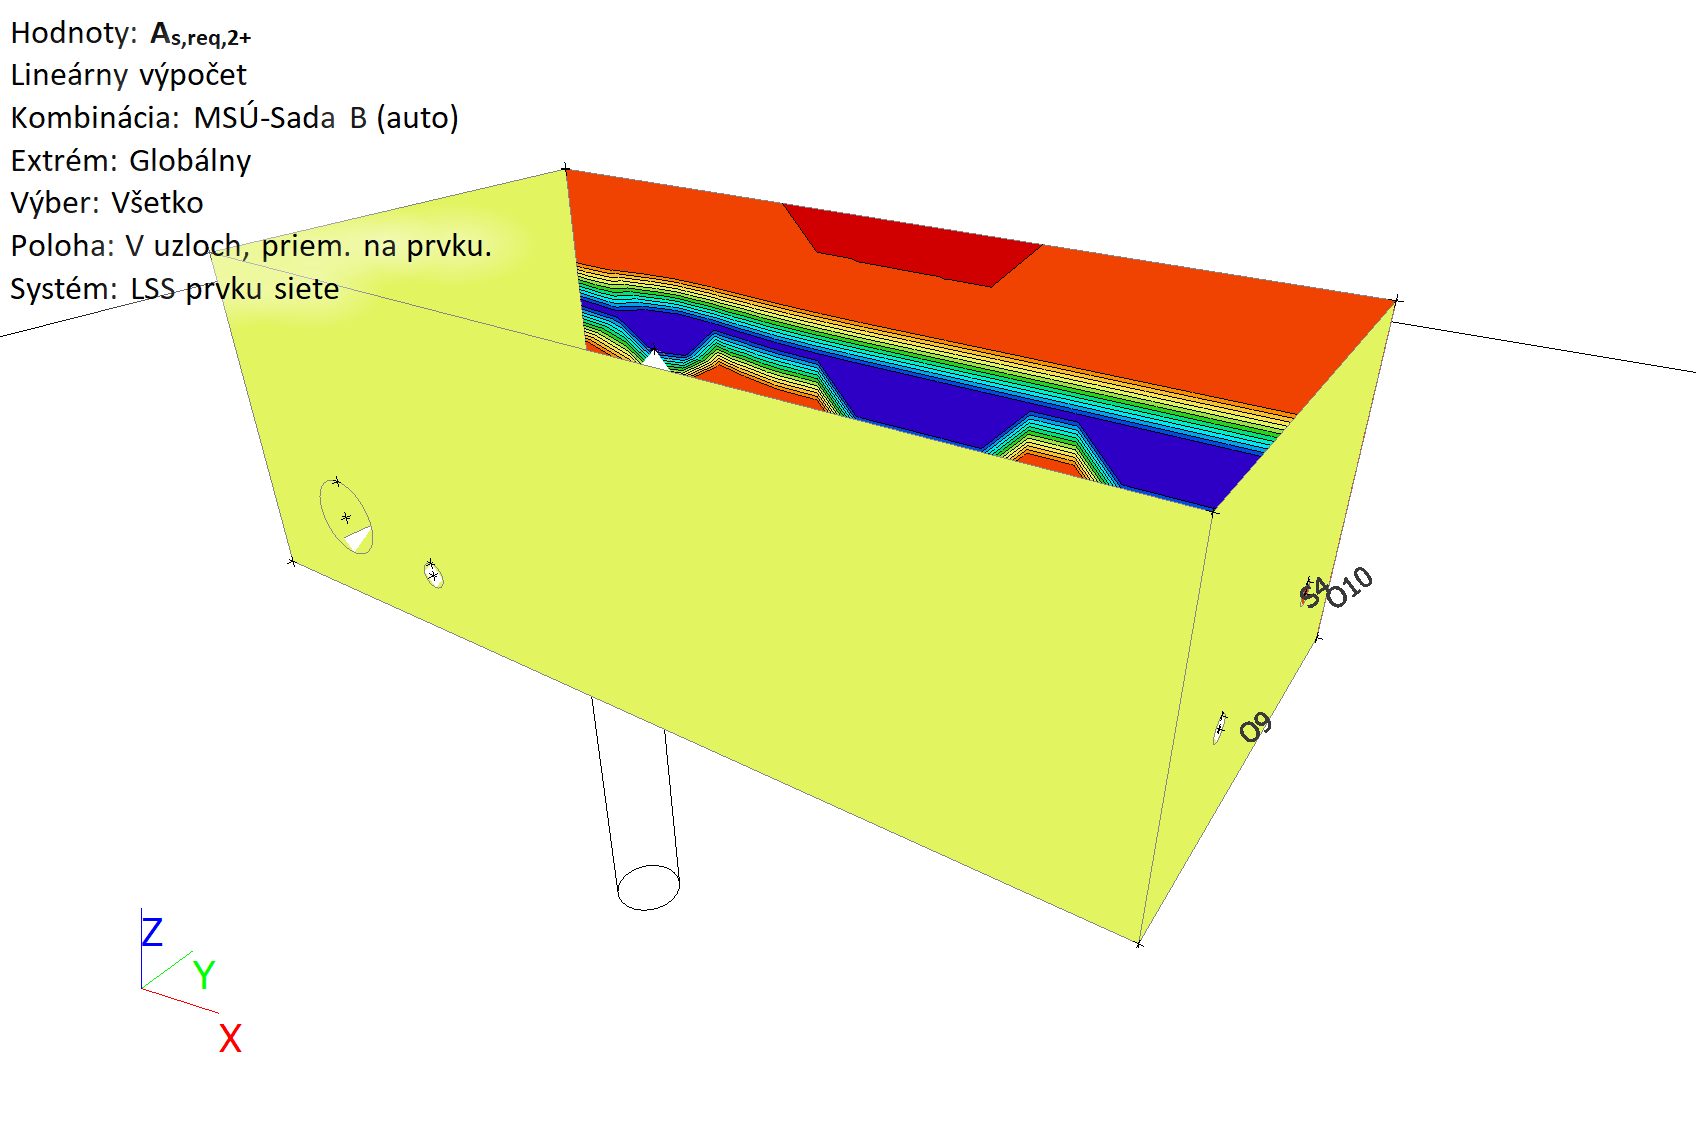 Hodnoty: As,req,2+
Lineárny výpočet
Kombinácia: MSÚ-Sada B (auto)
Extrém: Globálny
Výber: Všetko
Poloha: V uzloch, priem. na prvku.
Systém: LSS prvku siete
S4
O10
O9
Z
Y
X